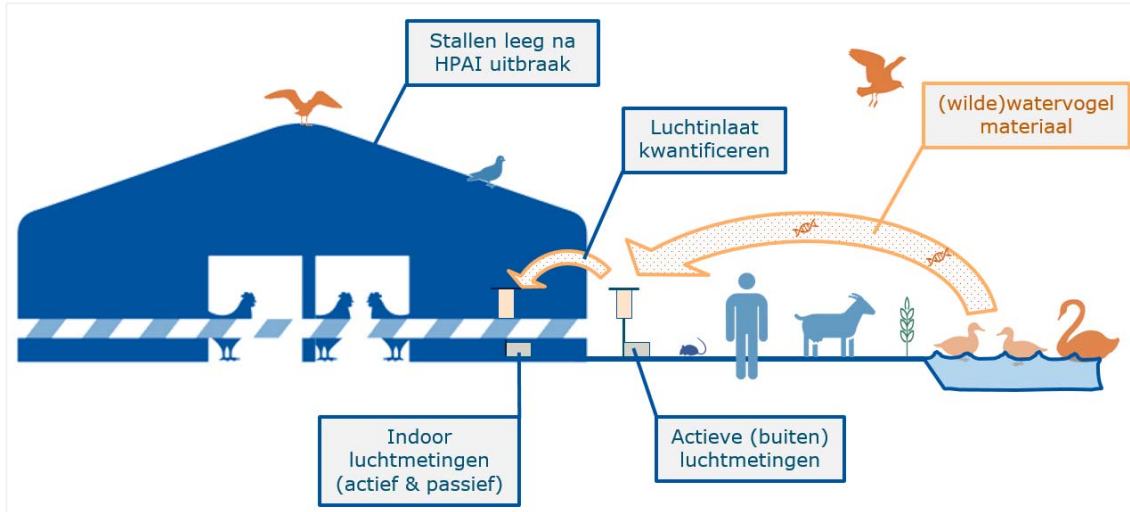 Stallen leeg na
HPAI uitbraak
Luchtinlaat
kwantificeren
(wilde)watervogel
materiaal
Indoor
luchtmetingen
(actief & passief)
Actieve (buiten)
luchtmetingen